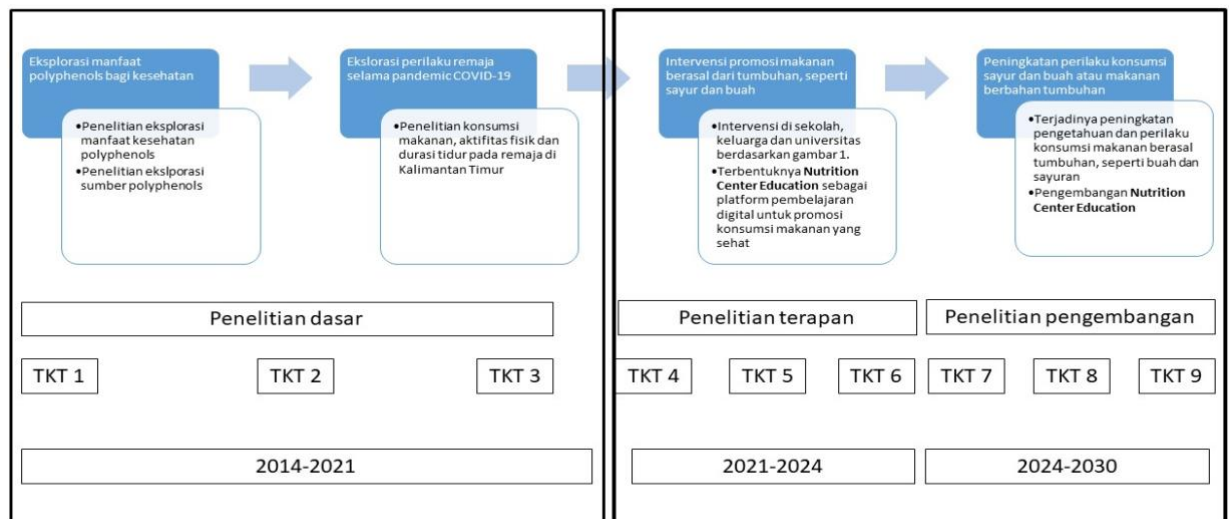 Eksplorasi manfaat
polyphenols bagi kesehatan
•Penelitian eksplorasi
manfaat kesehatan
polyphenols
•Penelitian ekslporasi
sumber polyphenols
Ekslorasi perilaku remaja
selama pandemic COVID-19
•Penelitian konsumsi
makanan, aktifitas fisik dan
durasi tidur pada remaja di
Kalimantan Timur
Intervensi promosi makanan
berasal dari tumbuhan, seperti
sayur dan buah
•Intervensi di sekolah,
keluarga dan universitas
berdasarkan gambar 1.
•Terbentuknya Nutrition
Center Education sebagai
platform pembelajaran
digital untuk promosi
konsumsi makanan yang
sehat
Peningkatan perilaku konsumsi
sayur dan buah atau makanan
berbahan tumbuhan
•Terjadinya peningkatan
pengetahuan dan perilaku
konsumsi makanan berasal
tumbuhan, seperti buah dan
sayuran
•Pengembangan Nutrition
Center Education
Penelitian dasar
Penelitian terapan
Penelitian pengembangan
TKT 1
TKT 2
TKT 3
TKT 4
TKT 5
TKT 6
TKT 7
TKT 8
TKT 9
2014-2021
2021-2024
2024-2030